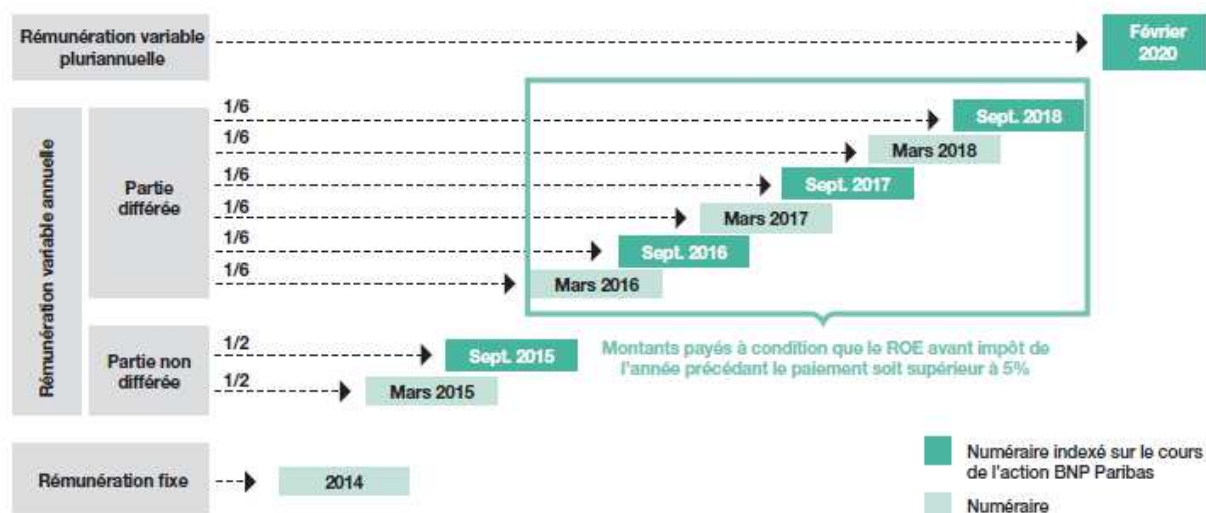 Rémunération variable
pluriannuelle
Février
2020
Rémunération variable annuelle
Partie
différée
1/6
Sept. 2018
1/6
Mars 2018
1/6
Sept. 2017
1/6
Mars 2017
1/6
Sept. 2016
1/6
Mars 2016
Montants payés à condition que le ROE avant impôt de
l'année précédant le paiement soit supérieur à 5%
Partie non
différée
1/2
Sept. 2015
1/2
Mars 2015
Rémunération fixe
2014
Numéraire indexé sur le cours
de l'action BNP Paribas
Numéraire